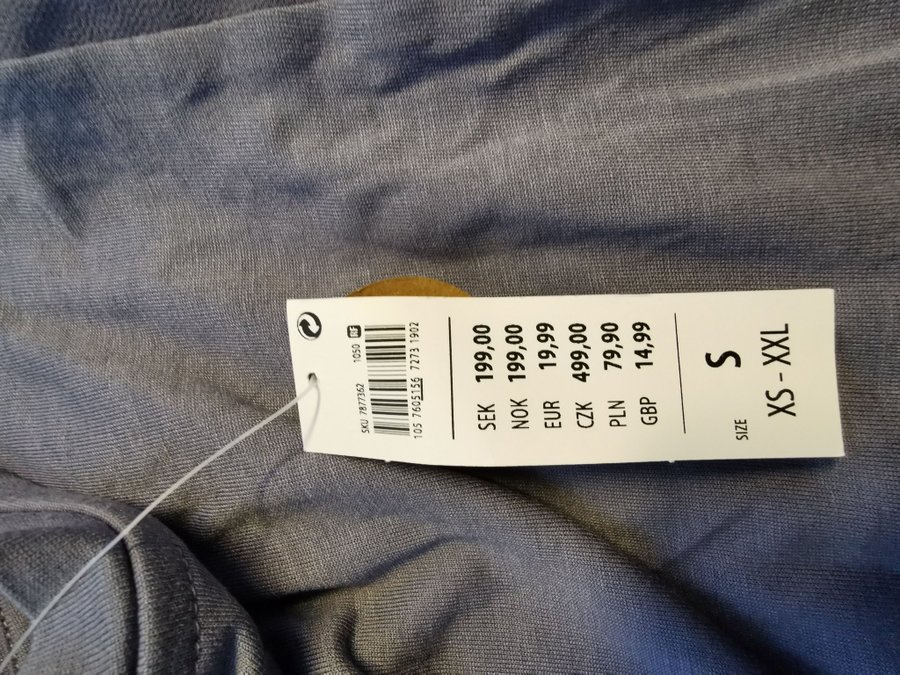 SKU 7877362 1050 RF
105 7605156 7273 1902
SEK 199,00
NOK 199,00
EUR 19,99
CZK 499,00
PLN 79,90
GBP 14,99
SIZE S
XS - XXL